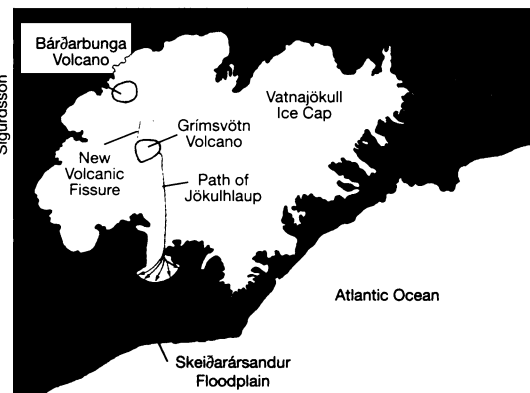 Sigurdsson
Bárðarbunga
Volcano
Vatnajökull
Ice Cap
Grímsvötn
Volcano
New
Volcanic
Fissure
Path of
Jökulhlaup
Atlantic Ocean
Skeiðarársandur
Floodplain